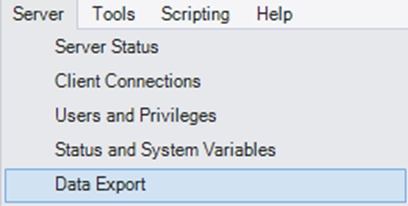 Server Tools Scripting Help
Server Status
Client Connections
Users and Privileges
Status and System Variables
Data Export